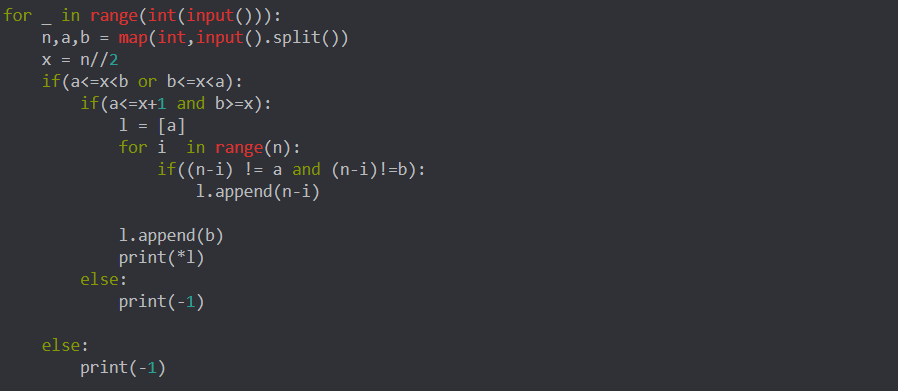 for _ in range(int(input())):
    n,a,b = map(int,input().split())
    x = n//2
    if(a<=x<b or b<=x<a):
        if(a<=x+1 and b>=x):
            l = [a]
            for i  in range(n):
                if((n-i) != a and (n-i)!=b):
                    l.append(n-i)

            l.append(b)
            print(*l)
        else:
            print(-1)

    else:
        print(-1)